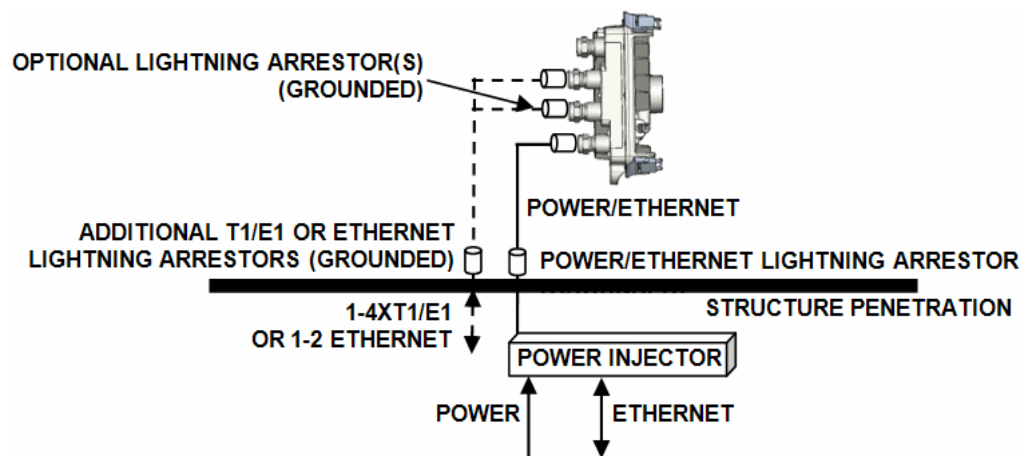 OPTIONAL LIGHTNING ARRESTOR(S)
(GROUNDED)
POWER/ETHERNET
ADDITIONAL T1/E1 OR ETHERNET
LIGHTNING ARRESTORS (GROUNDED)
POWER/ETHERNET LIGHTNING ARRESTOR
STRUCTURE PENETRATION
1-4XT1/E1
OR 1-2 ETHERNET
POWER INJECTOR
POWER
ETHERNET